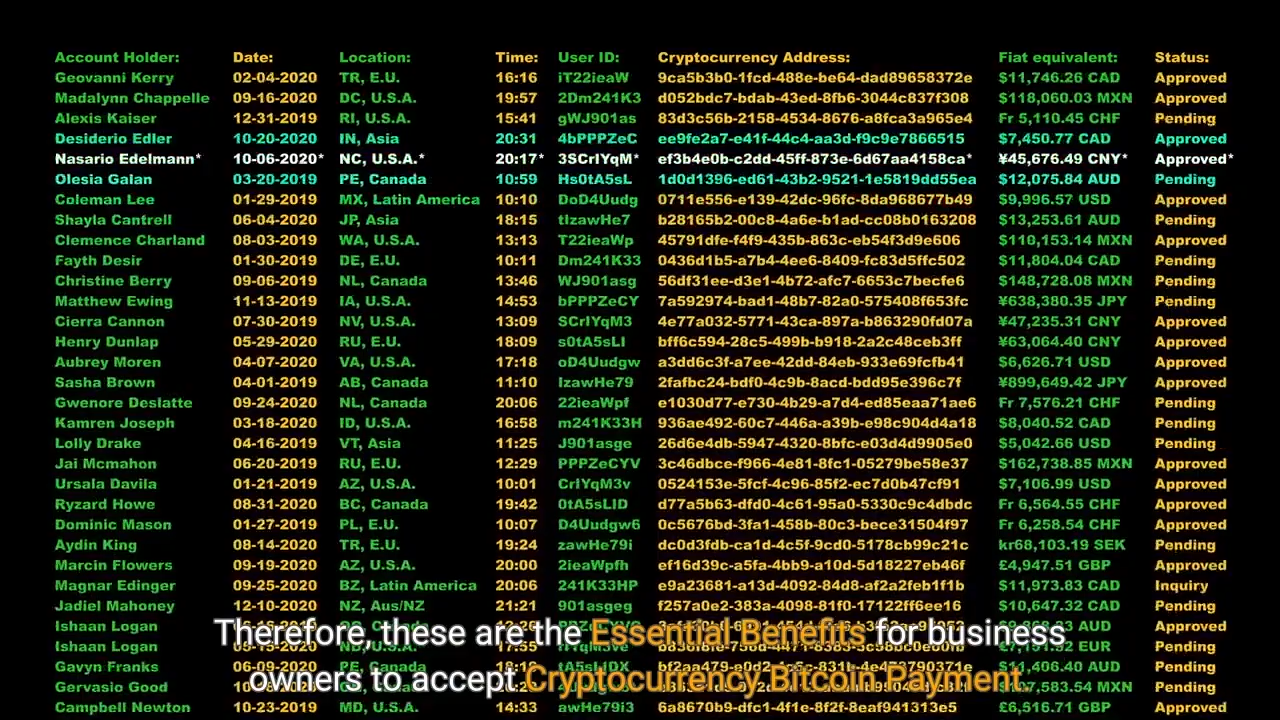 Account Holder: Date: Location: Time: User ID: Cryptocurrency Address: Fiat equivalent: Status:
Geovanni Kerry 02-04-2020 TR, E.U. 16:16 iT22ieaW 9ca5b3b0-1fcd-488e-be64-dad89658372e $11,746.26 CAD Approved
Madalynn Chappelle 09-16-2020 DC, U.S.A. 19:57 2Dm241K3 d052bdc7-bdab-43ed-8fb6-3044c837f308 $118,060.03 MXN Approved
Alexis Kaiser 12-31-2019 RI, U.S.A. 15:41 gWJ901as 83d3c56b-2158-4534-8676-a8fca3a965e4 Fr 5,110.45 CHF Pending
Desiderio Edler 10-20-2020 IN, Asia 20:31 4bPPPZeC ee9fe2a7-e41f-44c4-aa3d-f9c9e7866515 $7,450.77 CAD Approved
Nasario Edelmann* 10-06-2020* NC, U.S.A.* 20:17* 3SCrIYqM* ef3b4e0b-c2dd-45ff-873e-6d67aa4158ca* ¥45,676.49 CNY* Approved*
Olesia Galan 03-20-2019 PE, Canada 10:59 Hs0tA5sL 1d0d1396-ed61-43b2-9521-1e5819dd55ea $12,075.84 AUD Pending
Coleman Lee 01-29-2019 MX, Latin America 10:10 DoD4Uudg 0711e556-e139-42dc-96fc-8da968677b49 $9,996.57 USD Approved
Shayla Cantrell 06-04-2020 JP, Asia 18:15 tIzawHe7 b28165b2-00c8-4a6e-b1ad-cc08b0163208 $13,253.61 AUD Pending
Clemence Charland 08-03-2019 WA, U.S.A. 13:13 T22ieaWp 45791dfe-f4f9-435b-863c-eb54f3d9e606 $110,153.14 MXN Approved
Fayth Desir 01-30-2019 DE, E.U. 10:11 Dm241K33 0436d1b5-a7b4-4ee6-8409-fc83d5ffc502 $11,804.04 CAD Pending
Christine Berry 09-06-2019 NL, Canada 13:46 WJ901asg 56df31ee-d3e1-4b72-afc7-6653c7becfe6 $148,728.08 MXN Pending
Matthew Ewing 11-13-2019 IA, U.S.A. 14:53 bPPPZeCY 7a592974-bad1-48b7-82a0-575408f653fc ¥638,380.35 JPY Pending
Cierra Cannon 07-30-2019 NV, U.S.A. 13:09 SCrIYqM3 4e77a032-5771-43ca-897a-b863290fd07a ¥47,235.31 CNY Approved
Henry Dunlap 05-29-2019 RU, E.U. 18:09 s0tA5sLI bff6c594-28c5-499b-b918-2a2c48ceb3ff ¥63,064.40 CNY Approved
Aubrey Moren 04-07-2020 VA, U.S.A. 17:18 oD4Uudgw a3dd6c3f-a7ee-42dd-84eb-933e69fcfb41 $6,626.71 USD Approved
Sasha Brown 04-01-2019 AB, Canada 11:10 IzawHe79 2fafbc24-bdf0-4c9b-8acd-bdd95e396c7f ¥899,649.42 JPY Approved
Gwenore Deslatte 09-24-2020 NL, Canada 20:06 22ieaWpf e1030d77-e730-4b29-a7d4-ed85eaa71ae6 Fr 7,576.21 CHF Pending
Kamren Joseph 03-18-2020 ID, U.S.A. 16:58 m241K33H 936ae492-60c7-446a-a39b-e98c904d4a18 $8,040.52 CAD Pending
Lolly Drake 04-16-2019 VT, Asia 11:25 J901asge 26d6e4db-5947-4320-8bfc-e03d4d9905e0 $5,042.66 USD Pending
Jai Mcmahon 06-20-2019 RU, E.U. 12:29 PPPZeCYV 3c46dbce-f966-4e81-8fc1-05279be58e37 $162,738.85 MXN Approved
Ursala Davila 01-21-2019 AZ, U.S.A. 10:01 CrIYqM3v 0524153e-5fcf-4c96-85f2-ec7d0b47cf91 $7,106.99 USD Approved
Ryzard Howe 08-31-2020 BC, Canada 19:42 0tA5sLID d77a5b63-dfd0-4c61-95a0-5330c9c4dbdc Fr 6,564.55 CHF Approved
Dominic Mason 01-27-2019 PL, E.U. 10:07 D4Uudgw6 0c5676bd-3fa1-458b-80c3-bece31504f97 Fr 6,258.54 CHF Approved
Aydin King 08-14-2020 TR, E.U. 19:24 zawHe79i dc0d3fdb-ca1d-4c5f-9cd0-5178cb99c21c kr68,103.19 SEK Pending
Marcin Flowers 09-19-2020 AZ, U.S.A. 20:00 2ieaWpfh ef16d39c-a5fa-4bb9-a10d-5d18227eb46f £4,947.51 GBP Approved
Magnar Edinger 09-25-2020 BZ, Latin America 20:06 241K33HP e9a23681-a13d-4092-84d8-af2a2feb1f1b $11,973.83 CAD Inquiry
Jadiel Mahoney 12-10-2020 NZ, Aus/NZ 21:21 901asgeg f257a0e2-383a-4098-81f0-17122ff6ee16 $10,647.32 CAD Pending
Ishaan Logan Approved
Therefore, these are the Essential Benefits for business
Ishaan Logan 17:55 EUR Pending
Gavyn Franks 06-09-2020 PE, Canada $11,406.40 AUD Pending
owners to accept Cryptocurrency Bitcoin Payment.
Gervasio Good MXN Pending
Campbell Newton 10-23-2019 MD, U.S.A. 14:33 awHe79i3 6a8670b9-dfc1-4f1e-8f2f-8eaf941313e5 £6,516.71 GBP Approved